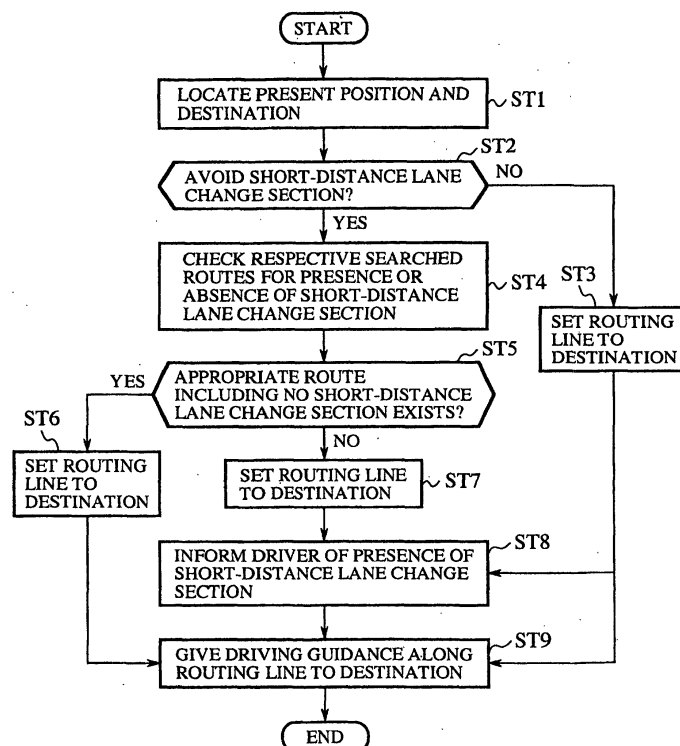 START
LOCATE PRESENT POSITION AND
DESTINATION
ST1
ST2
AVOID SHORT-DISTANCE LANE
CHANGE SECTION?
NO
YES
CHECK RESPECTIVE SEARCHED
ROUTES FOR PRESENCE OR
ABSENCE OF SHORT-DISTANCE
LANE CHANGE SECTION
ST4
ST3
SET ROUTING
LINE TO
DESTINATION
ST5
YES
APPROPRIATE ROUTE
INCLUDING NO SHORT-DISTANCE
LANE CHANGE SECTION EXISTS?
ST6
NO
SET ROUTING
LINE TO
DESTINATION
SET ROUTING LINE
TO DESTINATION
ST7
ST8
INFORM DRIVER OF PRESENCE OF
SHORT-DISTANCE LANE CHANGE
SECTION
ST9
GIVE DRIVING GUIDANCE ALONG
ROUTING LINE TO DESTINATION
END